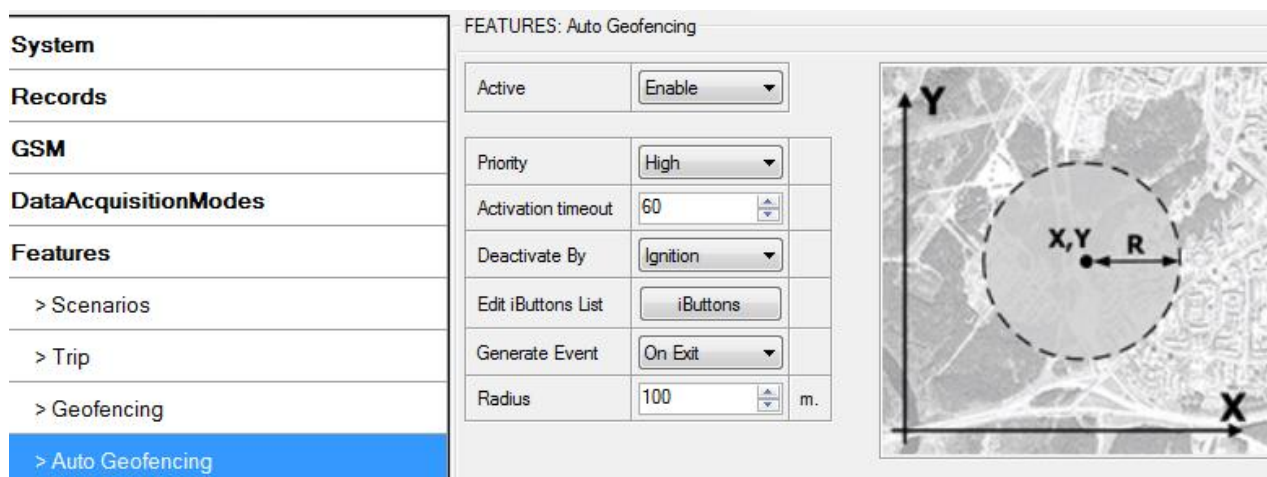 System
Records
GSM
DataAcquisitionModes
Features
> Scenarios
> Trip
> Geofencing
> Auto Geofencing
FEATURES: Auto Geofencing
Active Enable
Priority High
Activation timeout 60
Deactivate By Ignition
Edit iButtons List iButtons
Generate Event On Exit
Radius 100 m.
Y
X,Y R
X